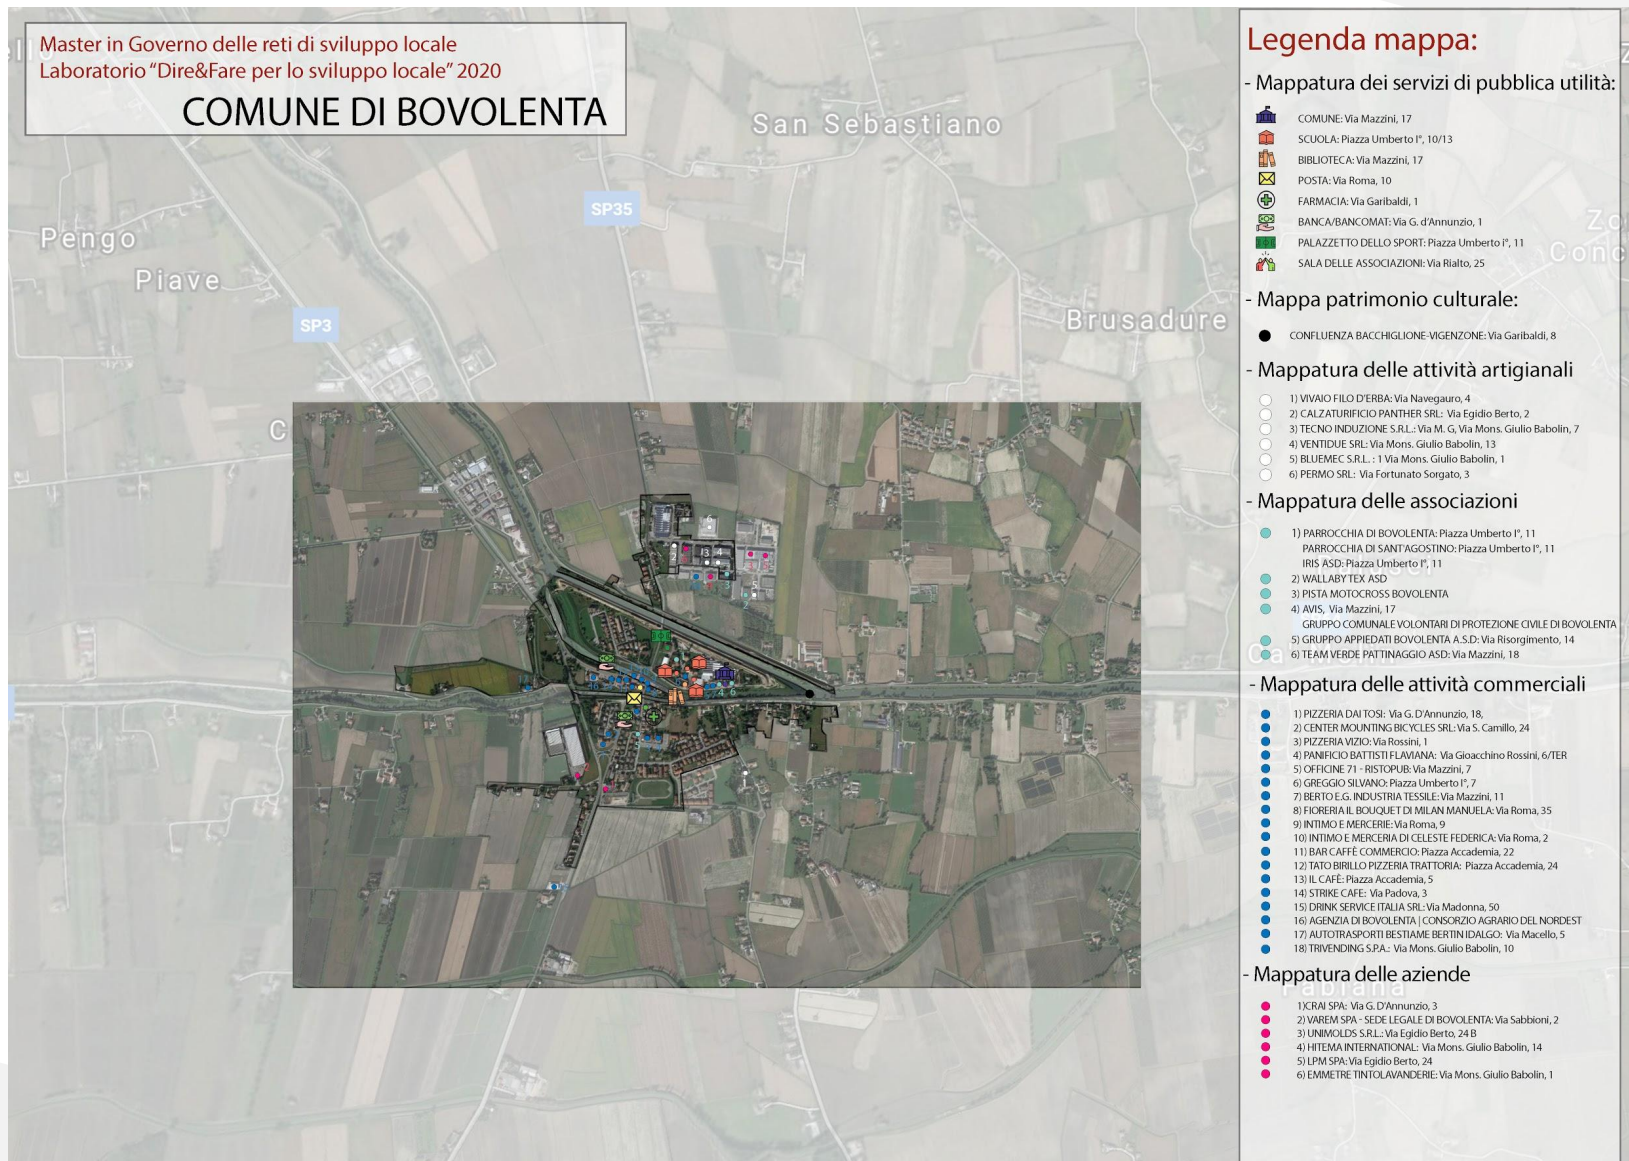 Master in Governo delle reti di sviluppo locale
Laboratorio "Dire&Fare per lo sviluppo locale" 2020
COMUNE DI BOVOLENTA
San Sebastiano
SP35
Pengo
Piave
SP3
Brusadure
Legenda mappa:
- Mappatura dei servizi di pubblica utilità:
COMUNE: Via Mazzini, 17
SCUOLA: Piazza Umberto I°, 10/13
BIBLIOTECA: Via Mazzini, 17
POSTA: Via Roma, 10
FARMACIA: Via Garibaldi, 1
BANCA/BANCOMAT: Via G. d'Annunzio, 1
PALAZZETTO DELLO SPORT: Piazza Umberto i°, 11
SALA DELLE ASSOCIAZIONI: Via Rialto, 25
- Mappa patrimonio culturale:
CONFLUENZA BACCHIGLIONE-VIGENZONE: Via Garibaldi, 8
- Mappatura delle attività artigianali
1) VIVAIO FILO D'ERBA: Via Navegauro, 4
2) CALZATURIFICIO PANTHER SRL: Via Egidio Berto, 2
3) TECNO INDUZIONE S.R.L.: Via M. G, Via Mons. Giulio Babolin, 7
4) VENTIDUE SRL: Via Mons. Giulio Babolin, 13
5) BLUEMEC S.R.L. : 1 Via Mons. Giulio Babolin, 1
6) PERMO SRL: Via Fortunato Sorgato, 3
- Mappatura delle associazioni
1) PARROCCHIA DI BOVOLENTA: Piazza Umberto I°, 11
PARROCCHIA DI SANT'AGOSTINO: Piazza Umberto I°, 11
IRIS ASD: Piazza Umberto I°, 11
2) WALLABY TEX ASD
3) PISTA MOTOCROSS BOVOLENTA
4) AVIS, Via Mazzini, 17
GRUPPO COMUNALE VOLONTARI DI PROTEZIONE CIVILE DI BOVOLENTA
5) GRUPPO APPIEDATI BOVOLENTA A.S.D: Via Risorgimento, 14
6) TEAM VERDE PATTINAGGIO ASD: Via Mazzini, 18
- Mappatura delle attività commerciali
1) PIZZERIA DAI TOSI: Via G. D'Annunzio, 18,
2) CENTER MOUNTING BICYCLES SRL: Via S. Camillo, 24
3) PIZZERIA VIZIO: Via Rossini, 1
4) PANIFICIO BATTISTI FLAVIANA: Via Gioacchino Rossini, 6/TER
5) OFFICINE 71 - RISTOPUB: Via Mazzini, 7
6) GREGGIO SILVANO: Piazza Umberto I°, 7
7) BERTO E.G. INDUSTRIA TESSILE: Via Mazzini, 11
8) FIORERIA IL BOUQUET DI MILAN MANUELA: Via Roma, 35
9) INTIMO E MERCERIE: Via Roma, 9
10) INTIMO E MERCERIA DI CELESTE FEDERICA: Via Roma, 2
11) BAR CAFFÈ COMMERCIO: Piazza Accademia, 22
12) TATO BIRILLO PIZZERIA TRATTORIA: Piazza Accademia, 24
13) IL CAFÈ: Piazza Accademia, 5
14) STRIKE CAFE: Via Padova, 3
15) DRINK SERVICE ITALIA SRL: Via Madonna, 50
16) AGENZIA DI BOVOLENTA | CONSORZIO AGRARIO DEL NORDEST
17) AUTOTRASPORTI BESTIAME BERTIN IDALGO: Via Macello, 5
18) TRIVENDING S.P.A.: Via Mons. Giulio Babolin, 10
- Mappatura delle aziende
1)CRAI SPA: Via G. D'Annunzio, 3
2) VAREM SPA - SEDE LEGALE DI BOVOLENTA: Via Sabbioni, 2
3) UNIMOLDS S.R.L.: Via Egidio Berto, 24 B
4) HITEMA INTERNATIONAL: Via Mons. Giulio Babolin, 14
5) LPM SPA: Via Egidio Berto, 24
6) EMMETRE TINTOLAVANDERIE: Via Mons. Giulio Babolin, 1